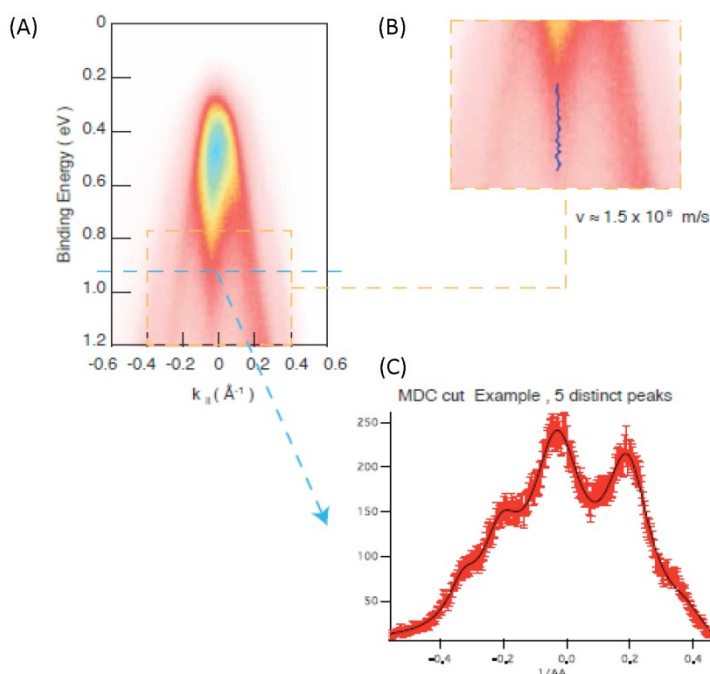 (A)
0
0.2
0.4
0.6
0.8
1.0
1.2
Binding Energy ( eV )
-0.6 -0.4 -0.2 0 0.2 0.4 0.6
k || ( Å-1 )
(B)
v ≈ 1.5 x 10⁶ m/s
(C)
MDC cut Example , 5 distinct peaks
250
200
150
100
50
-0.4 -0.2 0.0 0.2 0.4